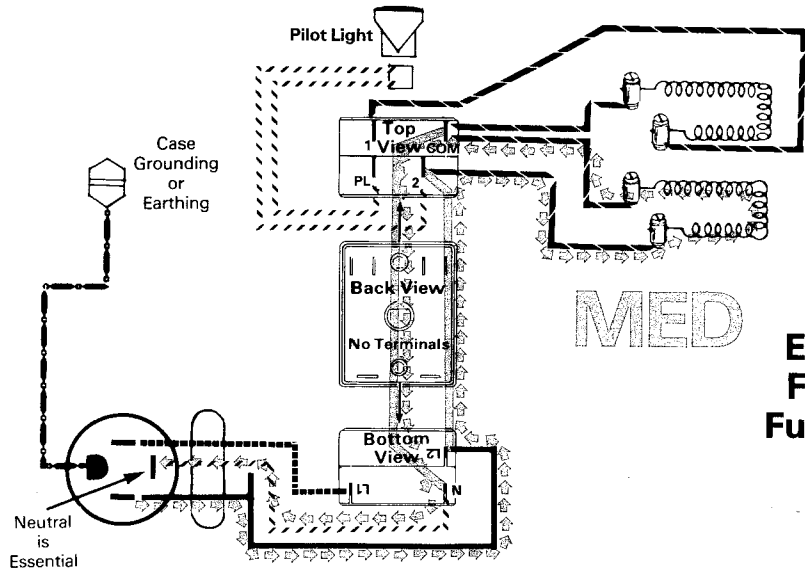 Pilot Light
Case
Grounding
or
Earthing
Top
1 View COM
PL 2
Back View
No Terminals
MED
E
F
Fu
Bottom
View L2
L1 N
Neutral
is
Essential